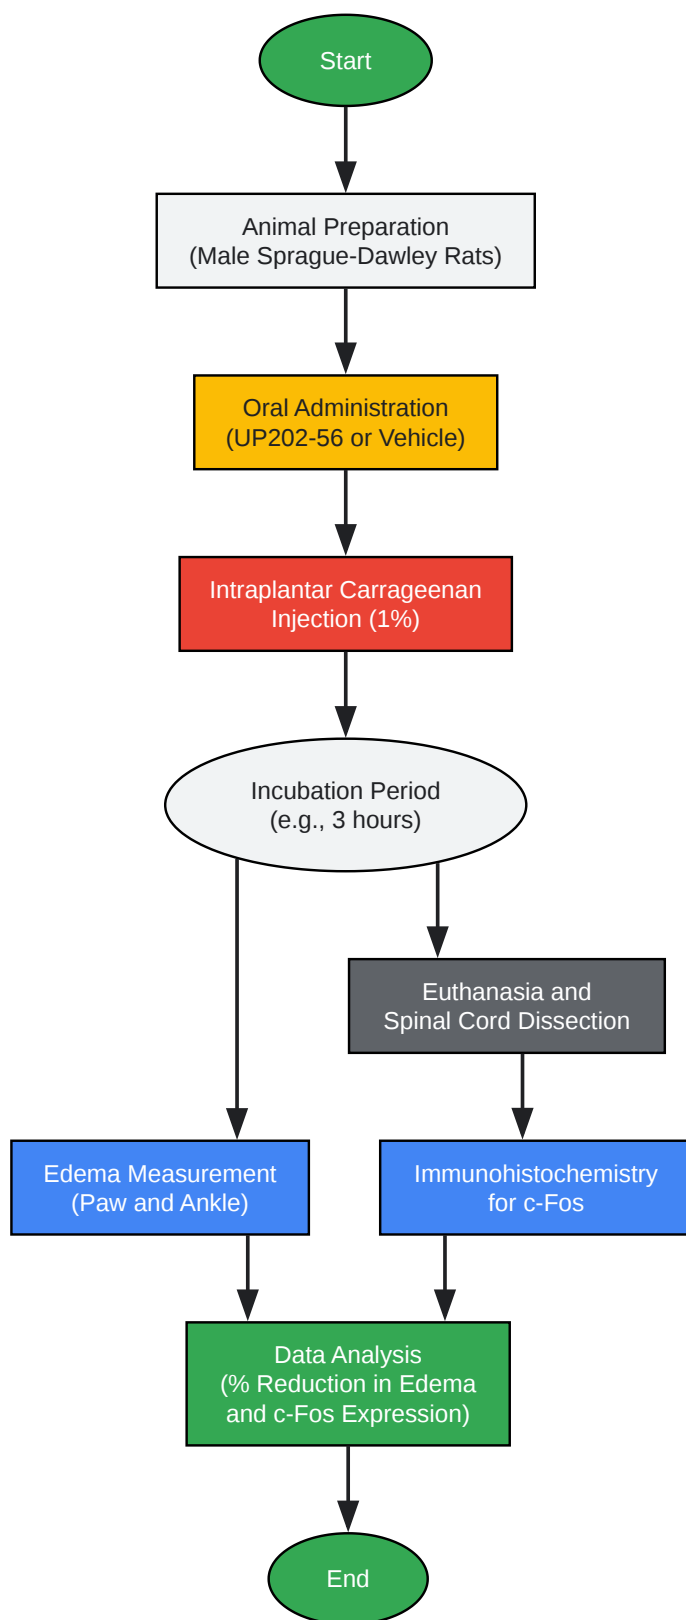 Start
Animal Preparation
(Male Sprague-Dawley Rats)
Oral Administration
(UP202-56 or Vehicle)
Intraplantar Carrageenan
Injection (1%)
Incubation Period
(e.g., 3 hours)
Euthanasia and
Spinal Cord Dissection
Edema Measurement
(Paw and Ankle)
Immunohistochemistry
for c-Fos
Data Analysis
(% Reduction in Edema
and c-Fos Expression)
End